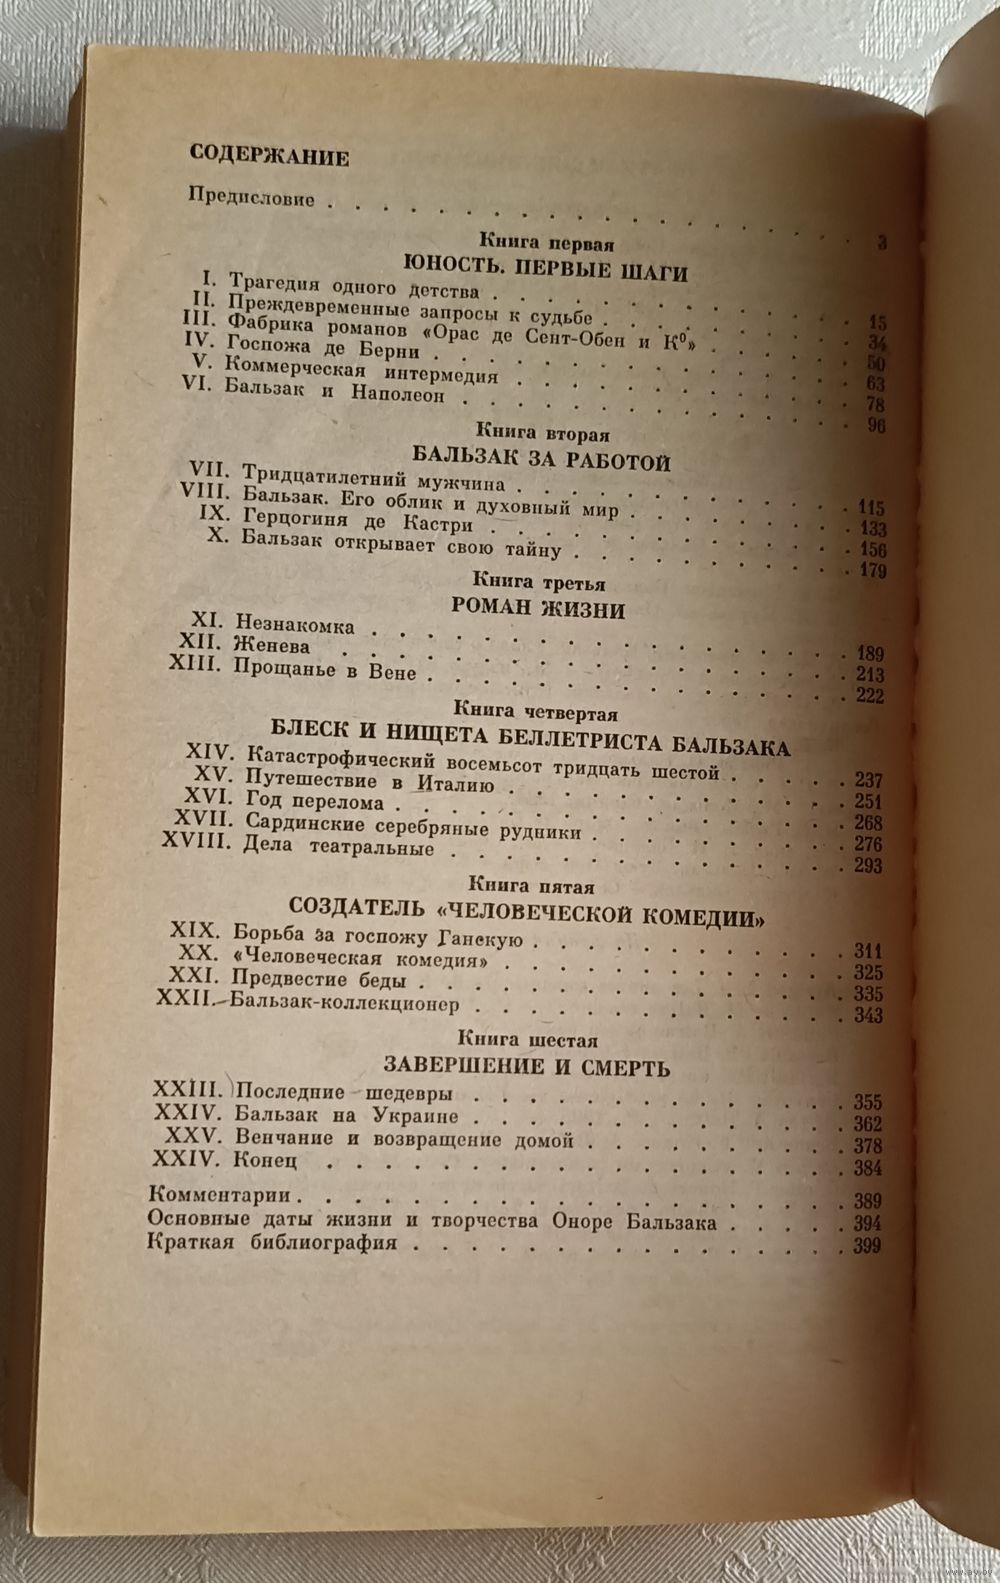 СОДЕРЖАНИЕ
Предисловие . . . . . . . . . . . . . . . . . . . . 3
Книга первая
ЮНОСТЬ. ПЕРВЫЕ ШАГИ
I. Трагедия одного детства . . . . . . . . . . . . . . 15
II. Преждевременные запросы к судьбе . . . . . . . . . . 34
III. Фабрика романов «Орас де Сент-Обен и К⁰» . . . . . . 50
IV. Госпожа де Берни . . . . . . . . . . . . . . . . 63
V. Коммерческая интермедия . . . . . . . . . . . . . 78
VI. Бальзак и Наполеон . . . . . . . . . . . . . . . 96
Книга вторая
БАЛЬЗАК ЗА РАБОТОЙ
VII. Тридцатилетний мужчина . . . . . . . . . . . . . 115
VIII. Бальзак. Его облик и духовный мир . . . . . . . . . 133
IX. Герцогиня де Кастри . . . . . . . . . . . . . . 156
X. Бальзак открывает свою тайну . . . . . . . . . . . 179
Книга третья
РОМАН ЖИЗНИ
XI. Незнакомка . . . . . . . . . . . . . . . . . . 189
XII. Женева . . . . . . . . . . . . . . . . . . . 213
XIII. Прощанье в Вене . . . . . . . . . . . . . . . . 222
Книга четвертая
БЛЕСК И НИЩЕТА БЕЛЛЕТРИСТА БАЛЬЗАКА
XIV. Катастрофический восемьсот тридцать шестой . . . . . 237
XV. Путешествие в Италию . . . . . . . . . . . . . 251
XVI. Год перелома . . . . . . . . . . . . . . . . . 268
XVII. Сардинские серебряные рудники . . . . . . . . . . 276
XVIII. Дела театральные . . . . . . . . . . . . . . . 293
Книга пятая
СОЗДАТЕЛЬ «ЧЕЛОВЕЧЕСКОЙ КОМЕДИИ»
XIX. Борьба за госпожу Ганскую . . . . . . . . . . . . 311
XX. «Человеческая комедия» . . . . . . . . . . . . . 325
XXI. Предвестие беды . . . . . . . . . . . . . . . . 335
XXII. Бальзак-коллекционер . . . . . . . . . . . . . . 343
Книга шестая
ЗАВЕРШЕНИЕ И СМЕРТЬ
XXIII. Последние шедевры . . . . . . . . . . . . . . 355
XXIV. Бальзак на Украине . . . . . . . . . . . . . . 362
XXV. Венчание и возвращение домой . . . . . . . . . . 378
XXIV. Конец . . . . . . . . . . . . . . . . . . . 384
Комментарии . . . . . . . . . . . . . . . . . . . . 389
Основные даты жизни и творчества Оноре Бальзака . . . . . 394
Краткая библиография . . . . . . . . . . . . . . . . 399
www.ay.by